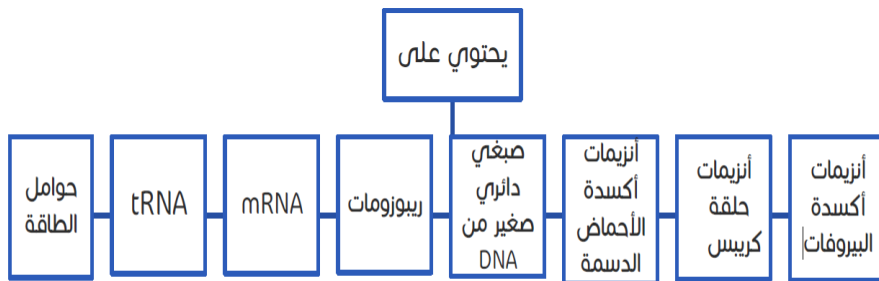 يحتوي على
أنزيمات
أكسدة
البيروفات
أنزيمات
حلقة
كريبس
أنزيمات
أكسدة
الأحماض
الدسمة
صبغي
دائري
صغير من
DNA
ريبوزومات
mRNA
tRNA
حوامل
الطاقة